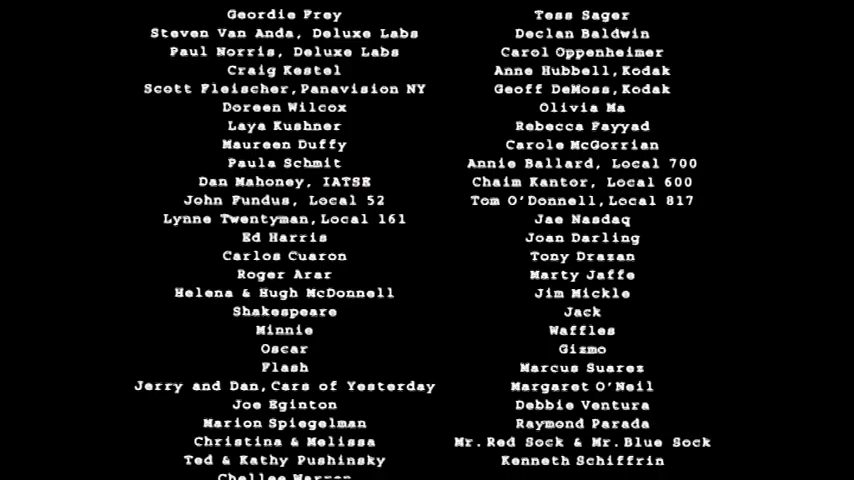 Geordie Frey
Tess Sager
Steven Van Anda, Deluxe Labs
Declan Baldwin
Paul Norris, Deluxe Labs
Carol Oppenheimer
Craig Kestel
Anne Hubbell,Kodak
Scott Fleischer,Panavision NY
Geoff DeMoss,Kodak
Doreen Wilcox
Olivia Ma
Laya Kushner
Rebecca Fayyad
Maureen Duffy
Carole McGorrian
Paula Schmit
Annie Ballard, Local 700
Dan Mahoney, IATSE
Chaim Kantor, Local 600
John Fundus, Local 52
Tom O'Donnell,Local 817
Lynne Twentyman,Local 161
Jae Nasdaq
Ed Harris
Joan Darling
Carlos Cuaron
Tony Drazan
Roger Arar
Marty Jaffe
Helena & Hugh McDonnell
Jim Mickle
Shakespeare
Jack
Minnie
Waffles
Oscar
Gizmo
Flash
Marcus Suarez
Jerry and Dan,Cars of Yesterday
Margaret O'Neil
Joe Eginton
Debbie Ventura
Marion Spiegelman
Raymond Parada
Christina & Melissa
Mr.Red Sock & Mr.Blue Sock
Ted & Kathy Pushinsky
Kenneth Schiffrin